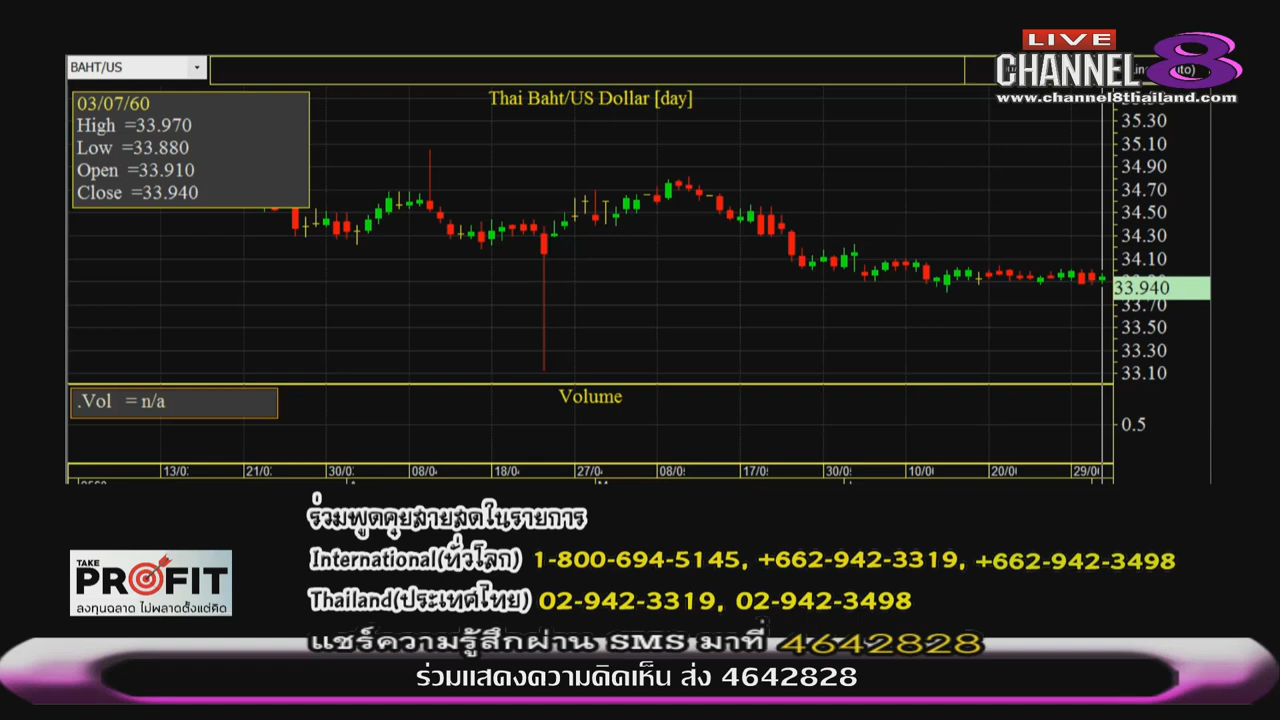 LIVE
CHANNEL 8
www.channel8thailand.com
BAHT/US
Thai Baht/US Dollar [day]
03/07/60
High =33.970
Low =33.880
Open =33.910
Close =33.940
35.30
35.10
34.90
34.70
34.50
34.30
34.10
33.940
33.70
33.50
33.30
33.10
.Vol = n/a
Volume
0.5
13/0 21/0 30/0 08/0 18/0 27/0 08/0 17/0 30/0 10/0 20/0 29/0
ร่วมพูดคุยสายสดในรายการ
International(ทั่วโลก) 1-800-694-5145, +662-942-3319, +662-942-3498
Thailand(ประเทศไทย) 02-942-3319, 02-942-3498
TAKE
PROFIT
ลงทุนฉลาด ไม่พลาดตั้งแต่คิด
แชร์ความรู้สึกผ่าน SMS มาที่ 4642828
ร่วมแสดงความคิดเห็น ส่ง 4642828